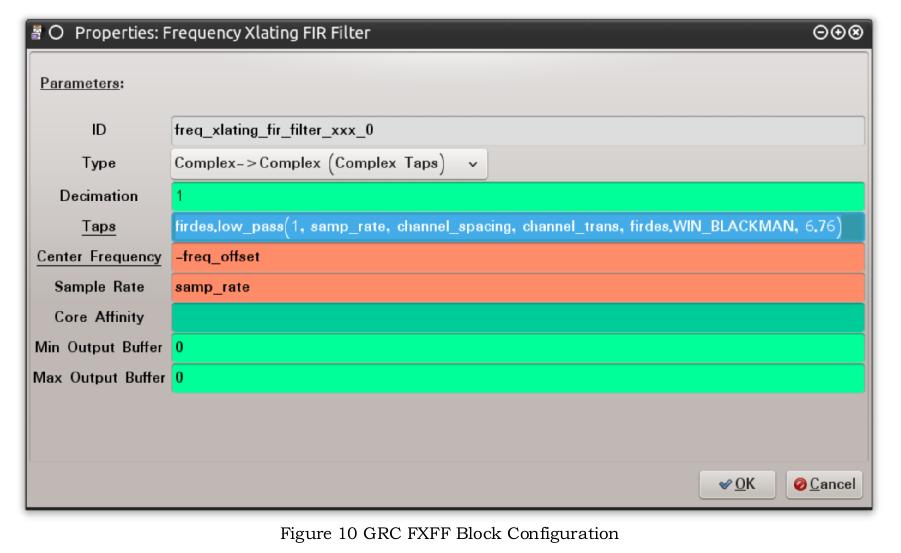 Properties: Frequency Xlating FIR Filter
Parameters:
ID freq_xlating_fir_filter_xxx_0
Type Complex->Complex (Complex Taps)
Decimation 1
Taps firdes.low_pass(1, samp_rate, channel_spacing, channel_trans, firdes.WIN_BLACKMAN, 6.76)
Center Frequency -freq_offset
Sample Rate samp_rate
Core Affinity
Min Output Buffer 0
Max Output Buffer 0
OK Cancel
Figure 10 GRC FXFF Block Configuration